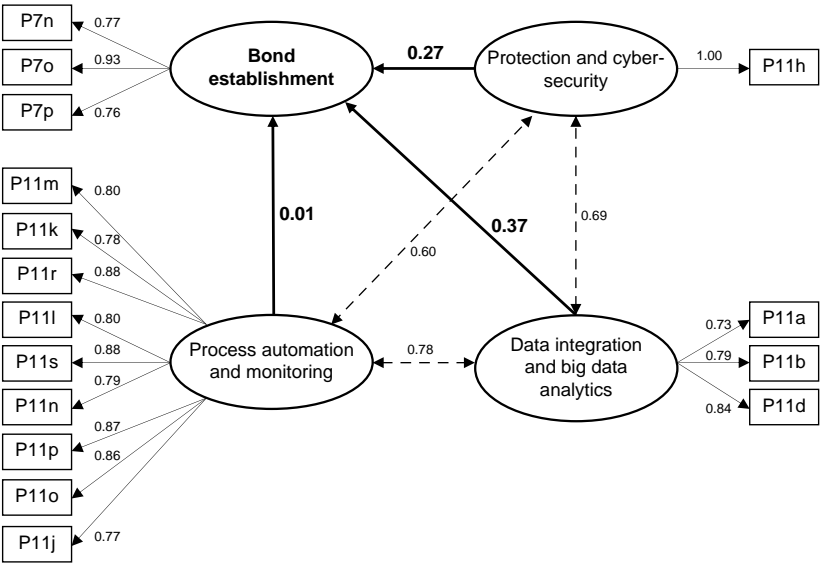 P7n
0.77
P7o
0.93
P7p
0.76
Bond
establishment
0.27
Protection and cyber-
security
1.00
P11h
P11m
0.80
P11k
0.78
P11r
0.88
P11l
0.80
P11s
0.88
P11n
0.79
P11p
0.87
P11o
0.86
P11j
0.77
0.01
0.37
0.69
0.60
Process automation
and monitoring
0.78
Data integration
and big data
analytics
0.73
P11a
0.79
P11b
0.84
P11d